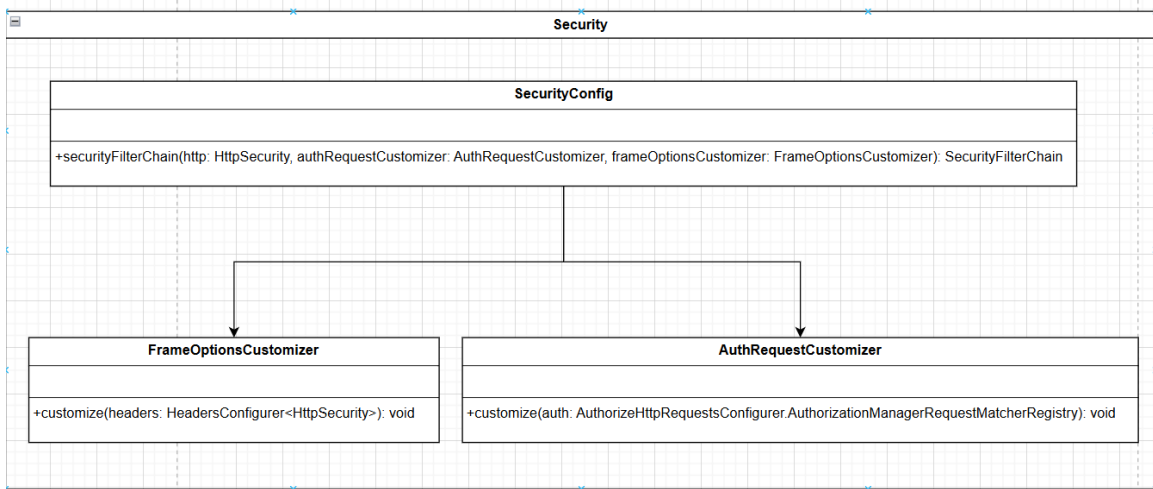 Security
SecurityConfig
+securityFilterChain(http: HttpSecurity, authRequestCustomizer: AuthRequestCustomizer, frameOptionsCustomizer: FrameOptionsCustomizer): SecurityFilterChain
FrameOptionsCustomizer
+customize(headers: HeadersConfigurer<HttpSecurity>): void
AuthRequestCustomizer
+customize(auth: AuthorizeHttpRequestsConfigurer.AuthorizationManagerRequestMatcherRegistry): void